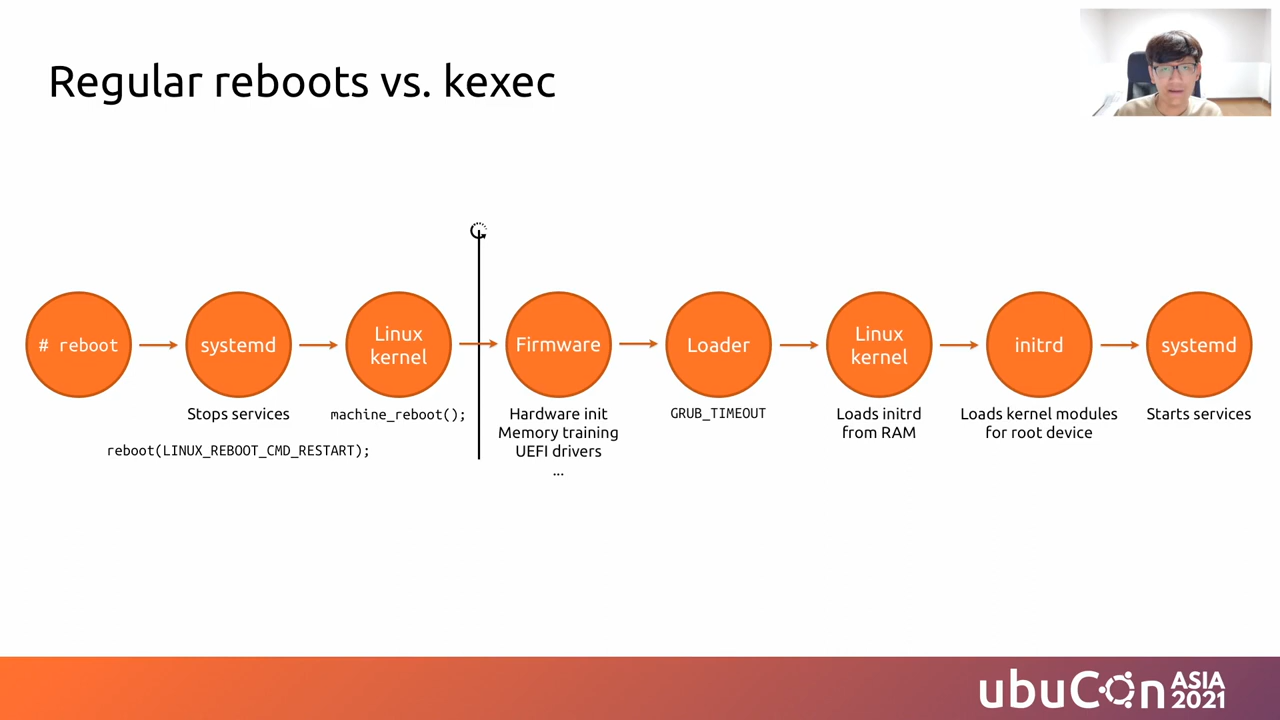 Regular reboots vs. kexec
# reboot
systemd
Linux
kernel
Firmware
Loader
Linux
kernel
initrd
systemd
Stops services
machine_reboot();
reboot(LINUX_REBOOT_CMD_RESTART);
Hardware init
Memory training
UEFI drivers
...
GRUB_TIMEOUT
Loads initrd
from RAM
Loads kernel modules
for root device
Starts services
ubuCon ASIA
2021